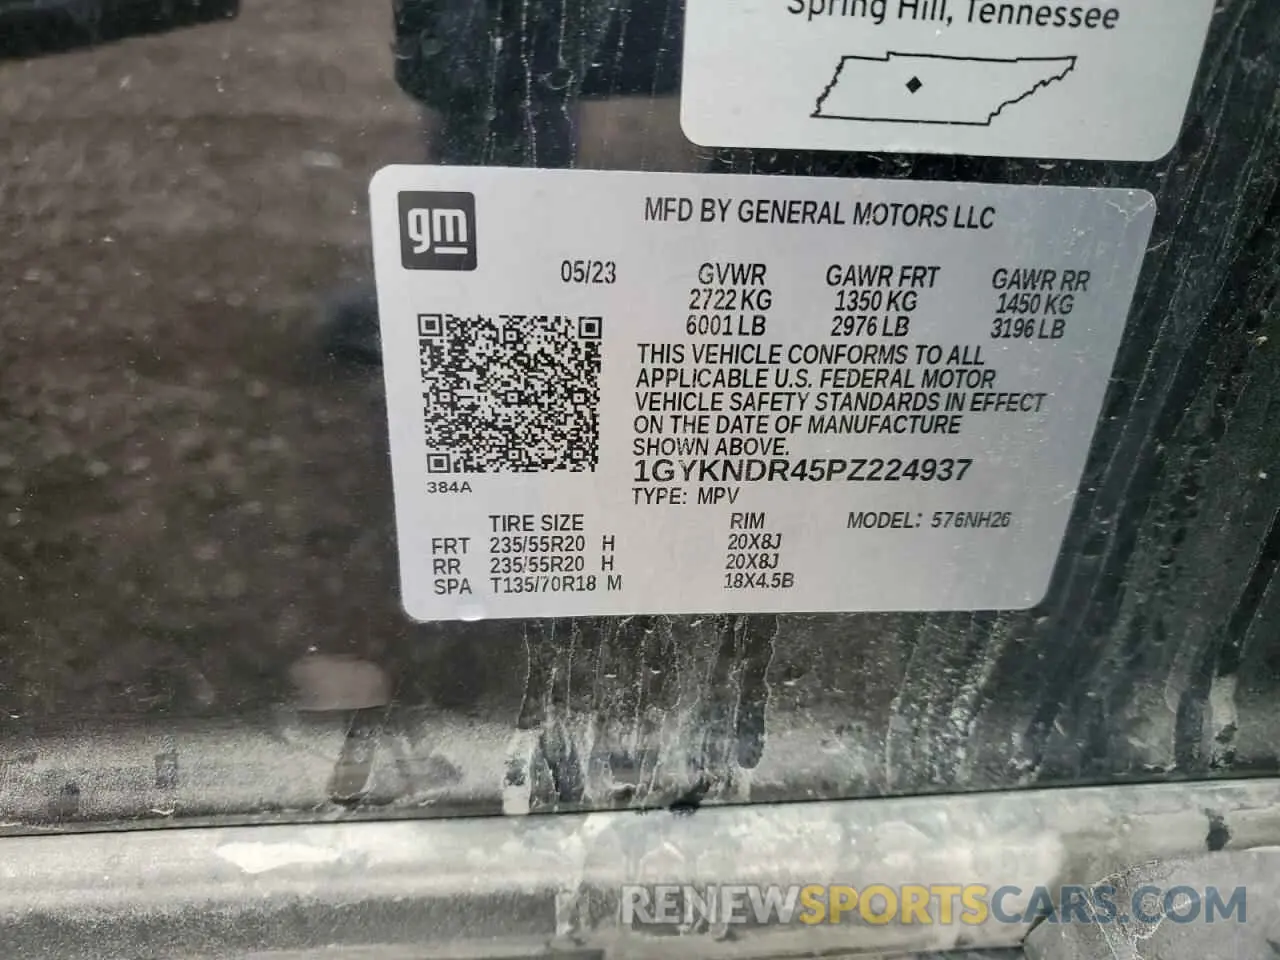 Spring Hill, Tennessee
gm
MFD BY GENERAL MOTORS LLC
05/23 GVWR GAWR FRT GAWR RR
2722 KG 1350 KG 1450 KG
6001 LB 2976 LB 3196 LB
THIS VEHICLE CONFORMS TO ALL
APPLICABLE U.S. FEDERAL MOTOR
VEHICLE SAFETY STANDARDS IN EFFECT
ON THE DATE OF MANUFACTURE
SHOWN ABOVE.
1GYKNDR45PZ224937
384A
TYPE: MPV
TIRE SIZE RIM MODEL: 576NH26
FRT 235/55R20 H 20X8J
RR 235/55R20 H 20X8J
SPA T135/70R18 M 18X4.5B
RENEWSPORTSCARS.COM